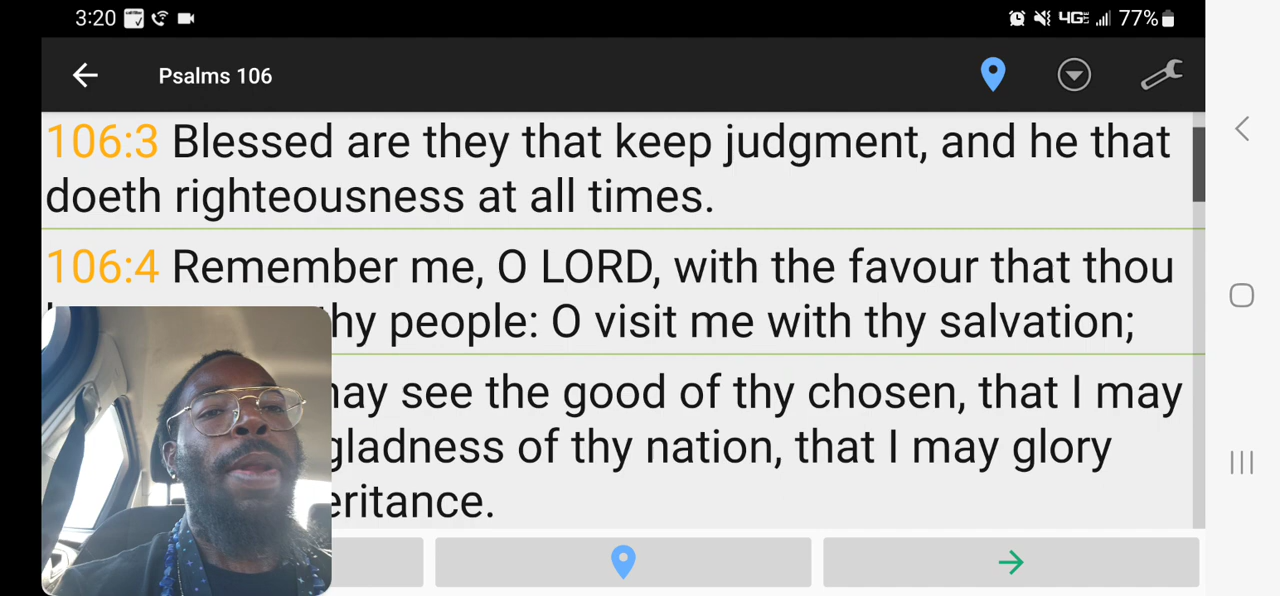 3:20 4GE 77%
Psalms 106
106:3 Blessed are they that keep judgment, and he that
doeth righteousness at all times.
106:4 Remember me, O LORD, with the favour that thou
hy people: O visit me with thy salvation;
ay see the good of thy chosen, that I may
gladness of thy nation, that I may glory
eritance.